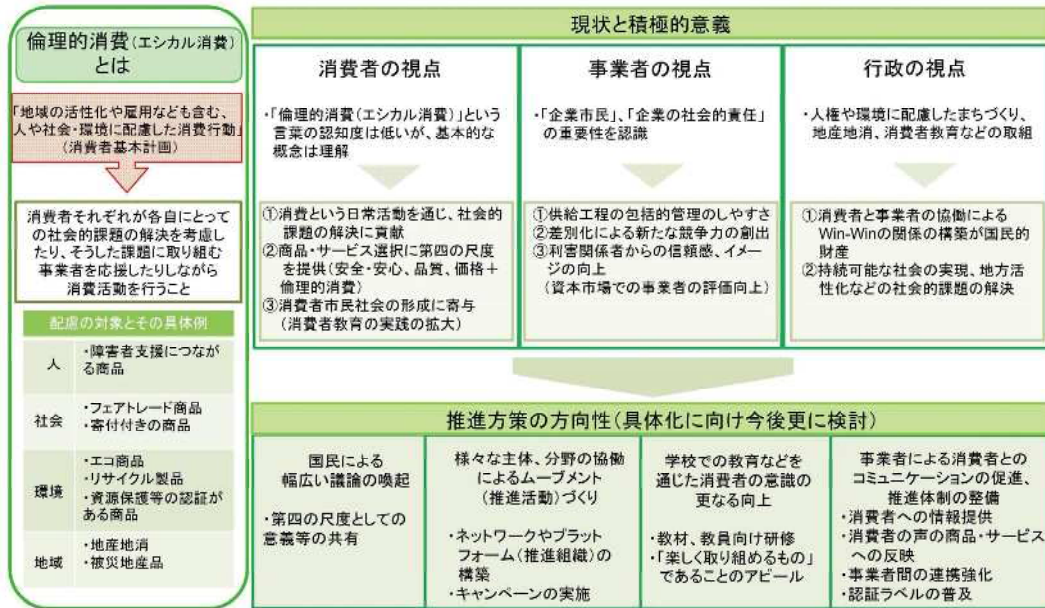 倫理的消費(エシカル消費)
とは
「地域の活性化や雇用なども含む、
人や社会・環境に配慮した消費行動」
(消費者基本計画)
消費者それぞれが各自にとって
の社会的課題の解決を考慮し
たり、そうした課題に取り組む
事業者を応援したりしながら
消費活動を行うこと
配慮の対象とその具体例
人
・障害者支援につなが
る商品
社会
・フェアトレード商品
・寄付付きの商品
環境
・エコ商品
・リサイクル製品
・資源保護等の認証が
ある商品
地域
・地産地消
・被災地産品
現状と積極的意義
消費者の視点
・「倫理的消費(エシカル消費)」という
言葉の認知度は低いが、基本的な
概念は理解
①消費という日常活動を通じ、社会的
課題の解決に貢献
②商品・サービス選択に第四の尺度
を提供(安全・安心、品質、価格+
倫理的消費)
③消費者市民社会の形成に寄与
(消費者教育の実践の拡大)
事業者の視点
・「企業市民」、「企業の社会的責任」
の重要性を認識
①供給工程の包括的管理のしやすさ
②差別化による新たな競争力の創出
③利害関係者からの信頼感、イメー
ジの向上
(資本市場での事業者の評価向上)
行政の視点
・人権や環境に配慮したまちづくり、
地産地消、消費者教育などの取組
①消費者と事業者の協働による
Win-Winの関係の構築が国民的
財産
②持続可能な社会の実現、地方活
性化などの社会的課題の解決
推進方策の方向性(具体化に向け今後更に検討)
国民による
幅広い議論の喚起
・第四の尺度としての
意義等の共有
様々な主体、分野の協働
によるムーブメント
(推進活動)づくり
・ネットワークやプラット
フォーム(推進組織)の
構築
・キャンペーンの実施
学校での教育などを
通じた消費者の意識の
更なる向上
・教材、教員向け研修
・「楽しく取り組めるもの」
であることのアピール
事業者による消費者との
コミュニケーションの促進、
推進体制の整備
・消費者への情報提供
・消費者の声の商品・サービス
への反映
・事業者間の連携強化
・認証ラベルの普及